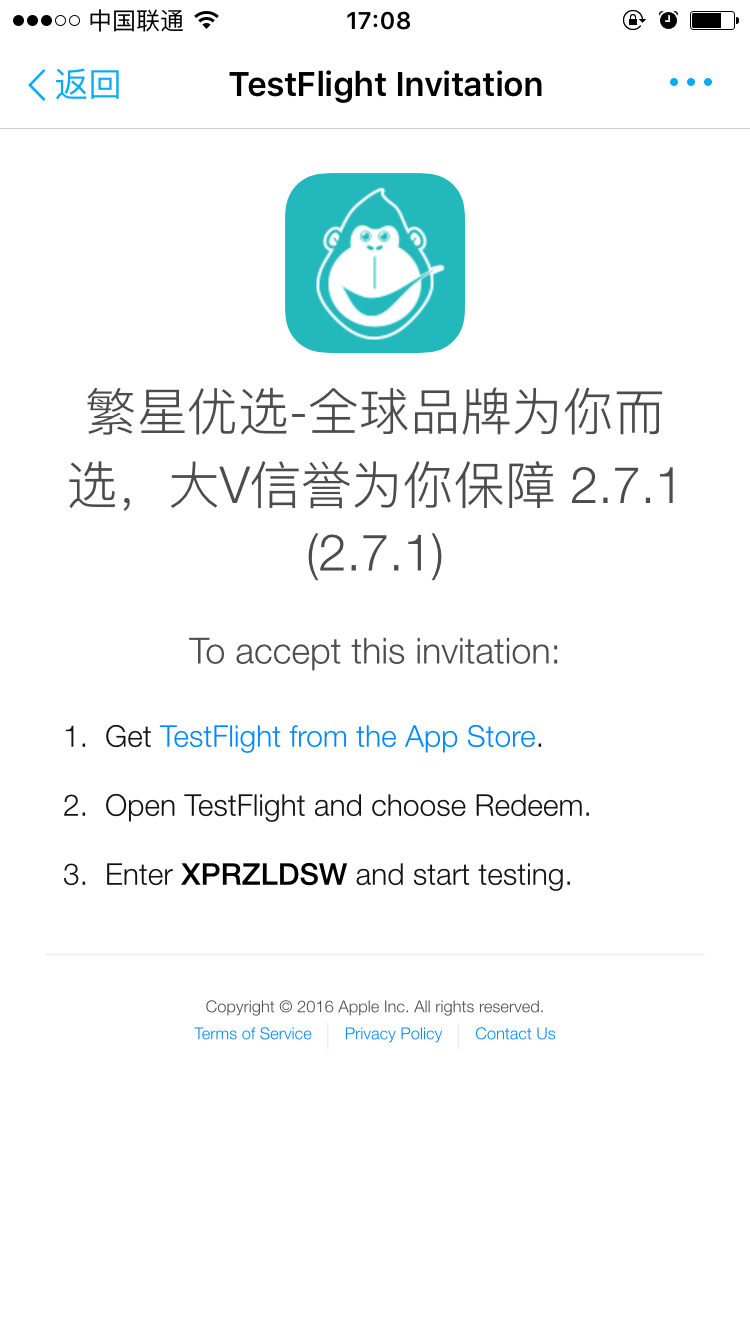 中国联通
17:08
返回
TestFlight Invitation
繁星优选-全球品牌为你而
选，大V信誉为你保障 2.7.1
(2.7.1)
To accept this invitation:
1. Get TestFlight from the App Store.
2. Open TestFlight and choose Redeem.
3. Enter XPRZLDSW and start testing.
Copyright © 2016 Apple Inc. All rights reserved.
Terms of Service
Privacy Policy
Contact Us